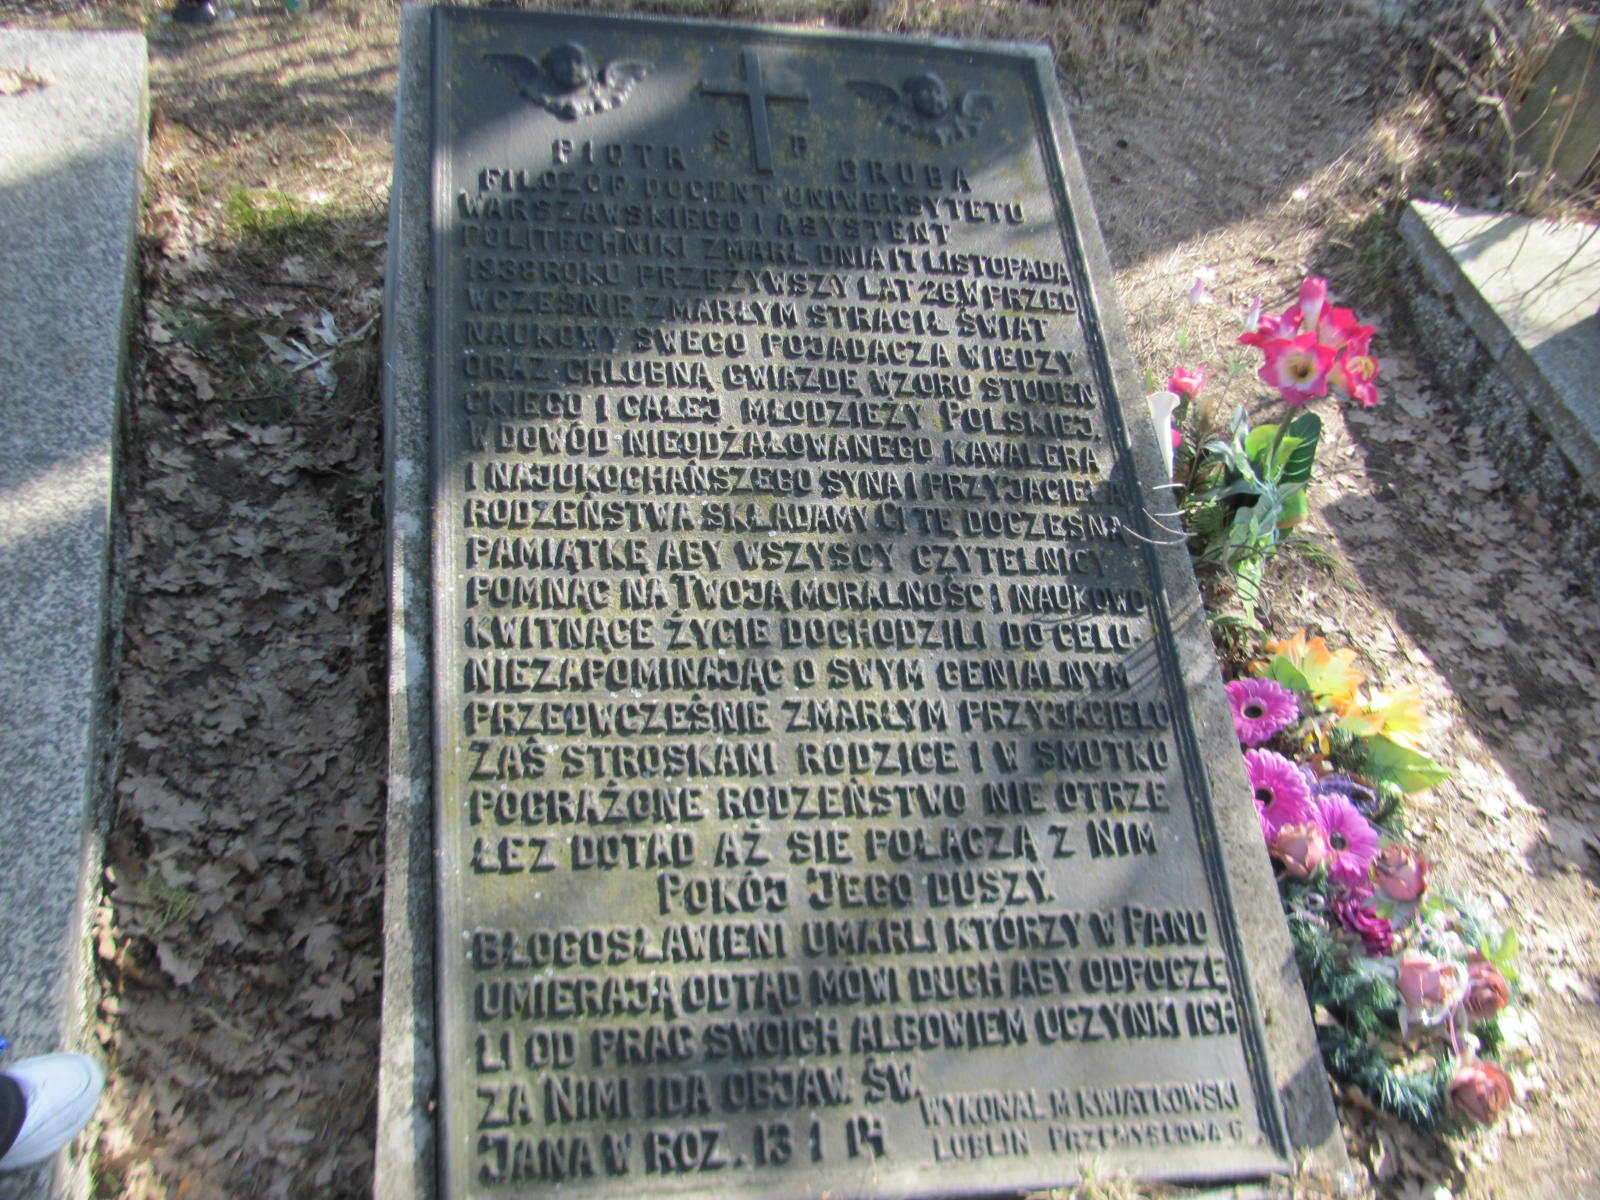 Ś P
PIOTR GRUBA
FILOZOF DOCENT UNIWERSYTETU
WARSZAWSKIEGO I ASYSTENT
POLITECHNIKI ZMARŁ DNIA 17 LISTOPADA
1938 ROKU PRZEŻYWSZY LAT 26. W PRZED
WCZEŚNIE ZMARŁYM STRACIŁ ŚWIAT
NAUKOWY SWEGO POJADACZA WIEDZY
ORAZ CHLUBNĄ GWIAZDĘ WZORU STUDEN
CKIEGO I CAŁEJ MŁODZIEŻY POLSKIEJ.
W DOWÓD NIEODŻAŁOWANEGO KAWALERA
I NAJUKOCHAŃSZEGO SYNA I PRZYJACIELA
RODZEŃSTWA SKŁADAMY CI TĘ DOCZESNA
PAMIĄTKĘ ABY WSZYSCY CZYTELNICY
POMNĄC NA TWOJĄ MORALNOŚC I NAUKOWO
KWITNĄCE ŻYCIE DOCHODZILI DO CELU.
NIEZAPOMINAJĄC O SWYM GENIALNYM
PRZEDWCZEŚNIE ZMARŁYM PRZYJACIELU
ZAŚ STROSKANI RODZICE I W SMUTKU
POGRĄŻONE RODZEŃSTWO NIE OTRZE
ŁEZ DOTĄD AŻ SIĘ POŁĄCZĄ Z NIM
POKÓJ JEGO DUSZY.
BŁOGOSŁAWIENI UMARLI KTÓRZY W PANU
UMIERAJĄ ODTĄD MÓWI DUCH ABY ODPOCZĘ
LI OD PRAC SWOICH ALBOWIEM UCZYNKI ICH
ZA NIMI IDĄ OBJAW. ŚW.
JANA W ROZ. 13 I 14
WYKONAŁ M KWIATKOWSKI
LUBLIN PRZEMYSŁOWA